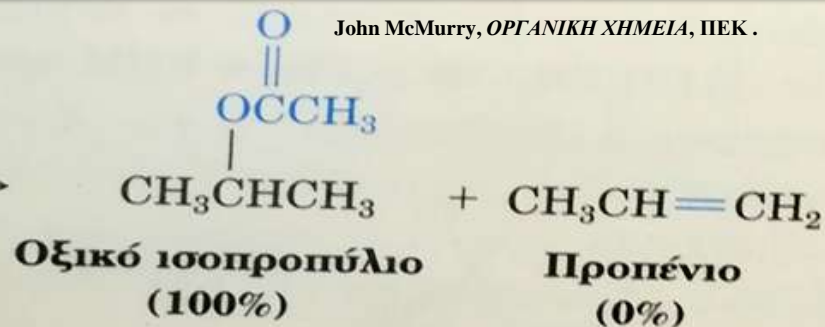 John McMurry, ΟΡΓΑΝΙΚΗ ΧΗΜΕΙΑ, ΠΕΚ .
O
OCCH₃
CH₃CHCH₃ + CH₃CH=CH₂
Οξικό ισοπροπύλιο Προπένιο
(100%) (0%)